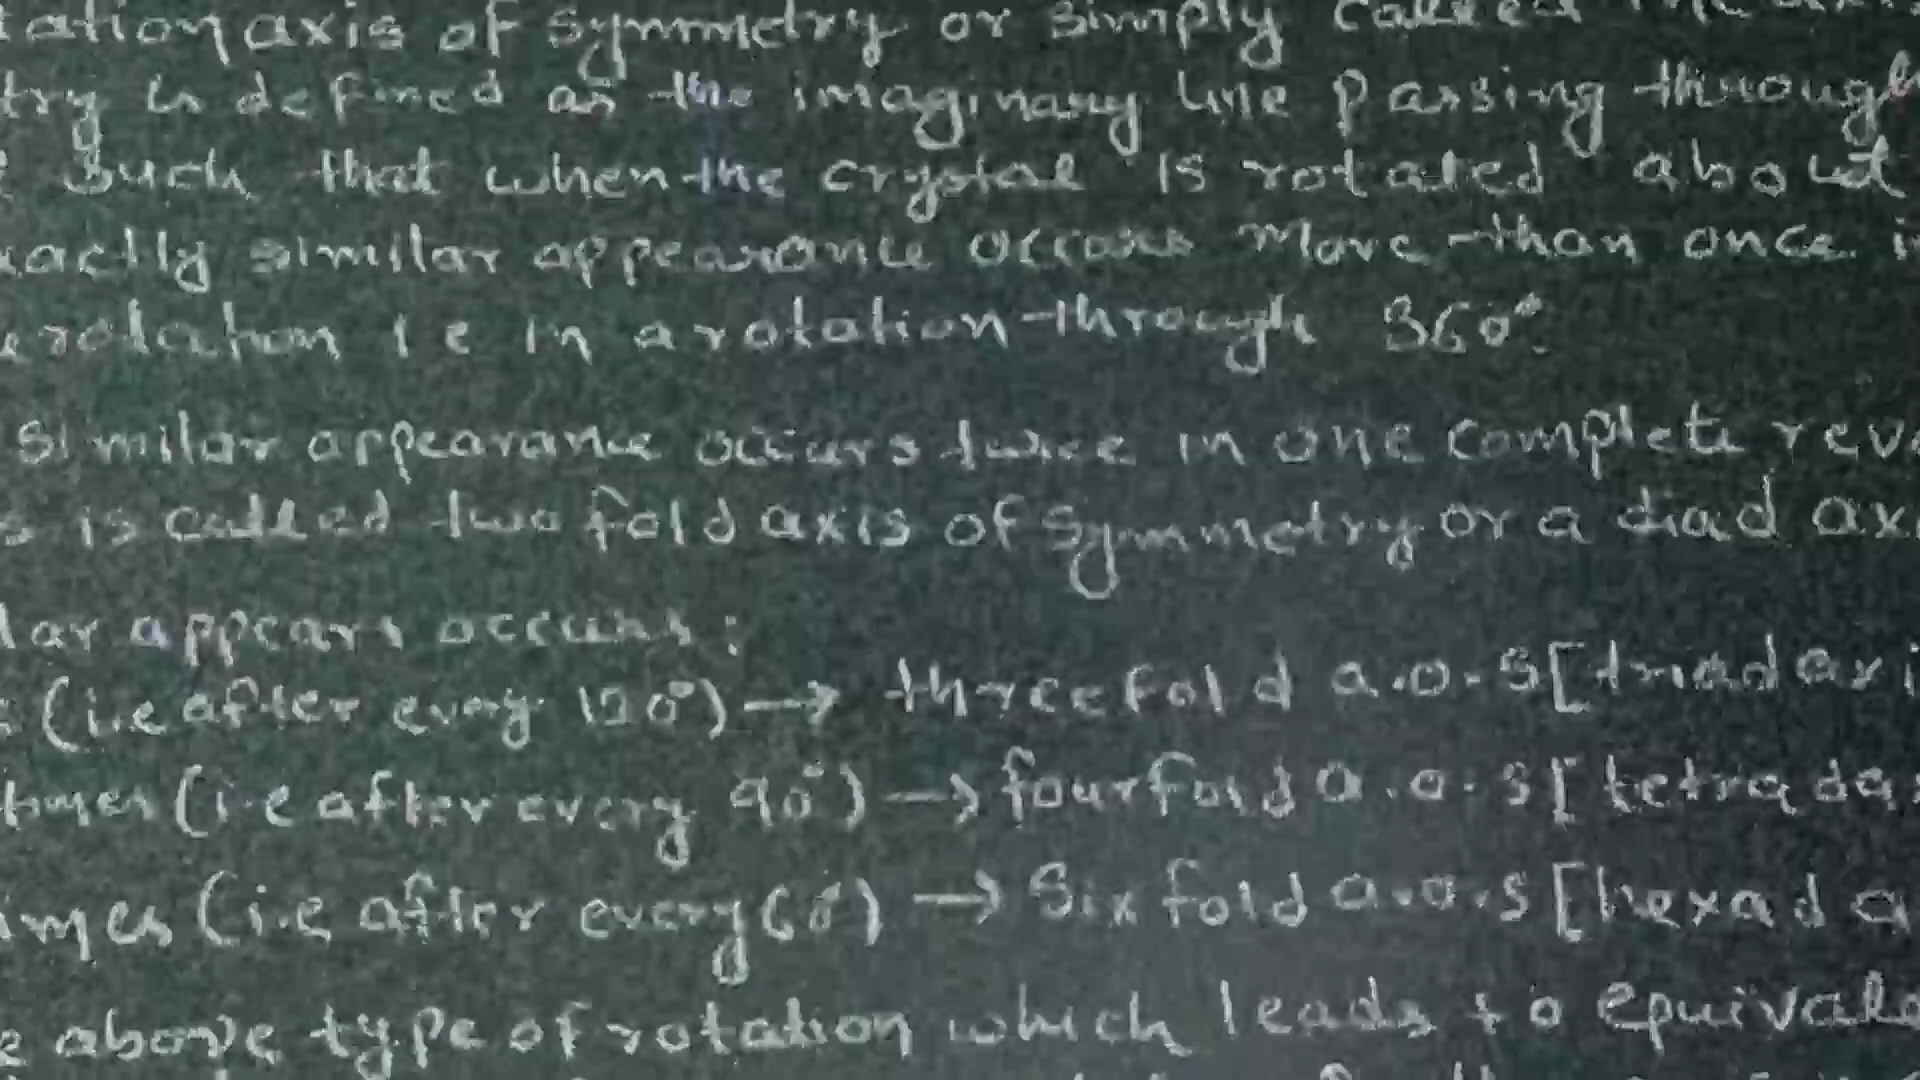 tation axis of symmetry or simply called the axis
try is defined as the imaginary line passing through
such that when the crystal is rotated about
actly similar appearance occurs more than once i
e rotation i e in a rotation through 360°.
Similar appearance occurs twice in one complete rev
s is called two fold axis of symmetry or a diad ax
lar appears occurs:
(i.e after every 120°) → threefold a.o.s [triad axi
times (i.e after every 90°) → fourfold a.o.s [tetrad a
imes (i.e after every 60°) → Six fold a.o.s [hexad a
e above type of rotation which leads to equivale